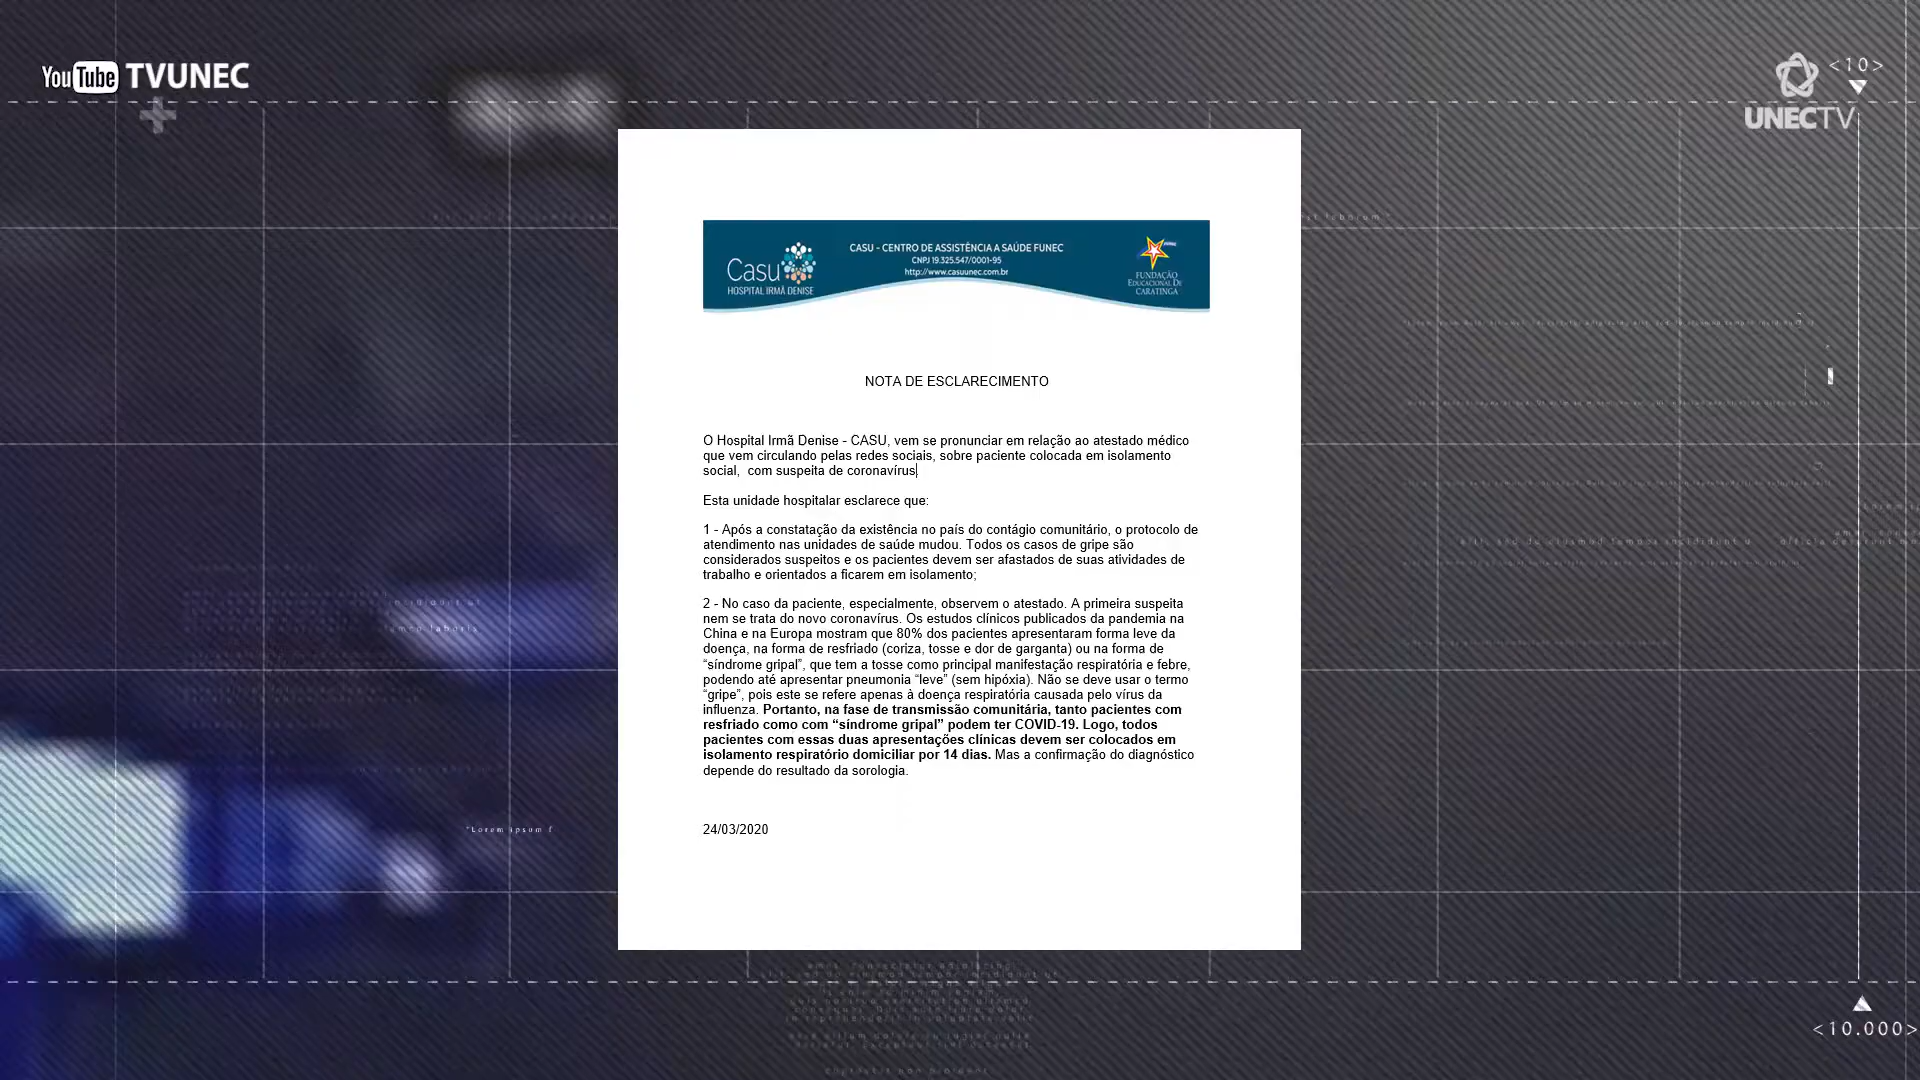 YouTube TVUNEC
<10>
UNECTV
Casu
HOSPITAL IRMÃ DENISE
CASU - CENTRO DE ASSISTÊNCIA A SAÚDE FUNEC
CNPJ 19.325.547/0001-95
http://www.casuunec.com.br
FUNDAÇÃO
EDUCACIONAL DE
CARATINGA
NOTA DE ESCLARECIMENTO
O Hospital Irmã Denise - CASU, vem se pronunciar em relação ao atestado médico
que vem circulando pelas redes sociais, sobre paciente colocada em isolamento
social,  com suspeita de coronavírus
Esta unidade hospitalar esclarece que:
1 - Após a constatação da existência no país do contágio comunitário, o protocolo de
atendimento nas unidades de saúde mudou. Todos os casos de gripe são
considerados suspeitos e os pacientes devem ser afastados de suas atividades de
trabalho e orientados a ficarem em isolamento;
2 - No caso da paciente, especialmente, observem o atestado. A primeira suspeita
nem se trata do novo coronavírus. Os estudos clínicos publicados da pandemia na
China e na Europa mostram que 80% dos pacientes apresentaram forma leve da
doença, na forma de resfriado (coriza, tosse e dor de garganta) ou na forma de
“síndrome gripal”, que tem a tosse como principal manifestação respiratória e febre,
podendo até apresentar pneumonia “leve” (sem hipóxia). Não se deve usar o termo
“gripe”, pois este se refere apenas à doença respiratória causada pelo vírus da
influenza. Portanto, na fase de transmissão comunitária, tanto pacientes com
resfriado como com “síndrome gripal” podem ter COVID-19. Logo, todos
pacientes com essas duas apresentações clínicas devem ser colocados em
isolamento respiratório domiciliar por 14 dias. Mas a confirmação do diagnóstico
depende do resultado da sorologia.
24/03/2020
"Lorem ipsum f
<10.000>